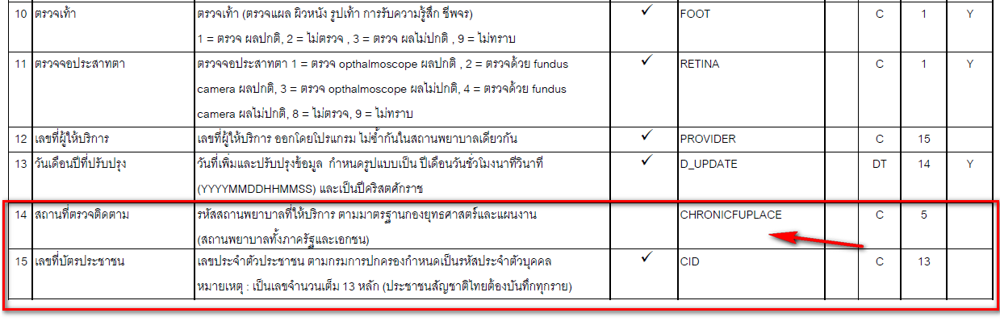 10 ตรวจเท้า ตรวจเท้า (ตรวจแผล ผิวหนัง รูปเท้า การรับความรู้สึก ชีพจร) ✓ FOOT C 1 Y
1 = ตรวจ ผลปกติ, 2 = ไม่ตรวจ , 3 = ตรวจ ผลไม่ปกติ , 9 = ไม่ทราบ
11 ตรวจจอประสาทตา ตรวจจอประสาทตา 1 = ตรวจ opthalmoscope ผลปกติ , 2 = ตรวจด้วย fundus ✓ RETINA C 1 Y
camera ผลปกติ, 3 = ตรวจ opthalmoscope ผลไม่ปกติ, 4 = ตรวจด้วย fundus
camera ผลไม่ปกติ, 8 = ไม่ตรวจ, 9 = ไม่ทราบ
12 เลขที่ผู้ให้บริการ เลขที่ผู้ให้บริการ ออกโดยโปรแกรม ไม่ซ้ำกันในสถานพยาบาลเดียวกัน ✓ PROVIDER C 15
13 วันเดือนปีที่ปรับปรุง วันที่เพิ่มและปรับปรุงข้อมูล กำหนดรูปแบบเป็น ปีเดือนวันชั่วโมงนาทีวินาที ✓ D_UPDATE DT 14 Y
(YYYYMMDDHHMMSS) และเป็นปีคริสตศักราช
14 สถานที่ตรวจติดตาม รหัสสถานพยาบาลที่ให้บริการ ตามมาตรฐานกองยุทธศาสตร์และแผนงาน CHRONICFUPLACE C 5
(สถานพยาบาลทั้งภาครัฐและเอกชน)
15 เลขที่บัตรประชาชน เลขประจำตัวประชาชน ตามกรมการปกครองกำหนดเป็นรหัสประจำตัวบุคคล ✓ CID C 13
หมายเหตุ : เป็นเลขจำนวนเต็ม 13 หลัก (ประชาชนสัญชาติไทยต้องบันทึกทุกราย)